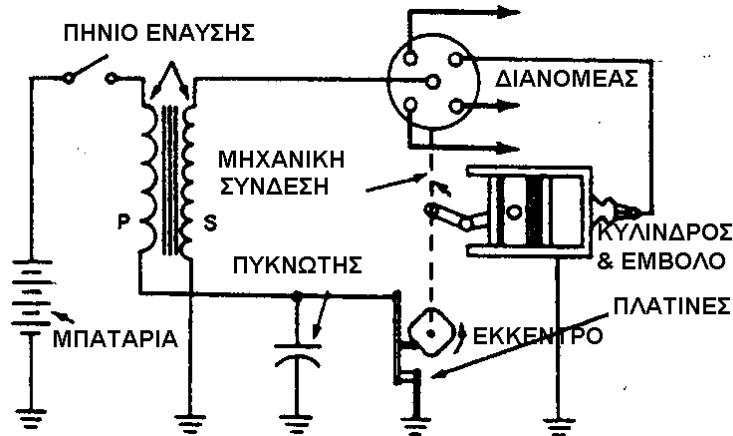 ΠΗΝΙΟ ΕΝΑΥΣΗΣ
ΔΙΑΝΟΜΕΑΣ
ΜΗΧΑΝΙΚΗ
ΣΥΝΔΕΣΗ
P
S
ΚΥΛΙΝΔΡΟΣ
& ΕΜΒΟΛΟ
ΠΥΚΝΩΤΗΣ
ΠΛΑΤΙΝΕΣ
ΜΠΑΤΑΡΙΑ
ΕΚΚΕΝΤΡΟ